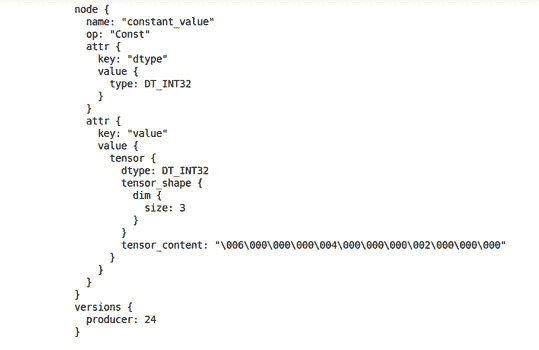 node {
  name: "constant_value"
  op: "Const"
  attr {
    key: "dtype"
    value {
      type: DT_INT32
    }
  }
  attr {
    key: "value"
    value {
      tensor {
        dtype: DT_INT32
        tensor_shape {
          dim {
            size: 3
          }
        }
        tensor_content: "\006\000\000\000\004\000\000\000\002\000\000\000"
      }
    }
  }
}
versions {
  producer: 24
}